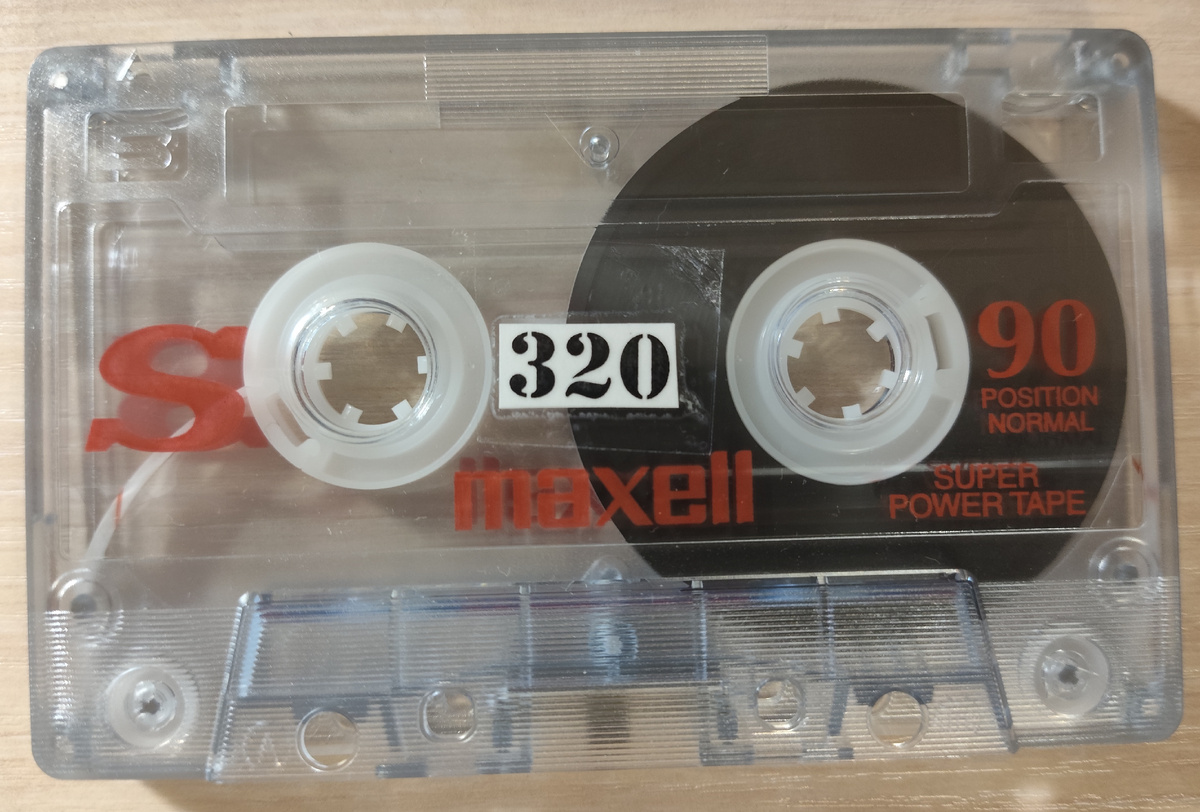 S
320
maxell
90
POSITION
NORMAL
SUPER
POWER TAPE